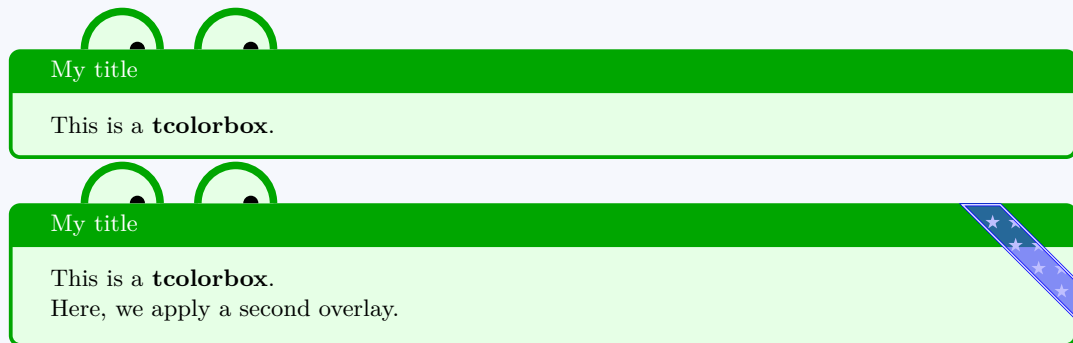 My title
This is a tcolorbox.
My title
This is a tcolorbox.
Here, we apply a second overlay.